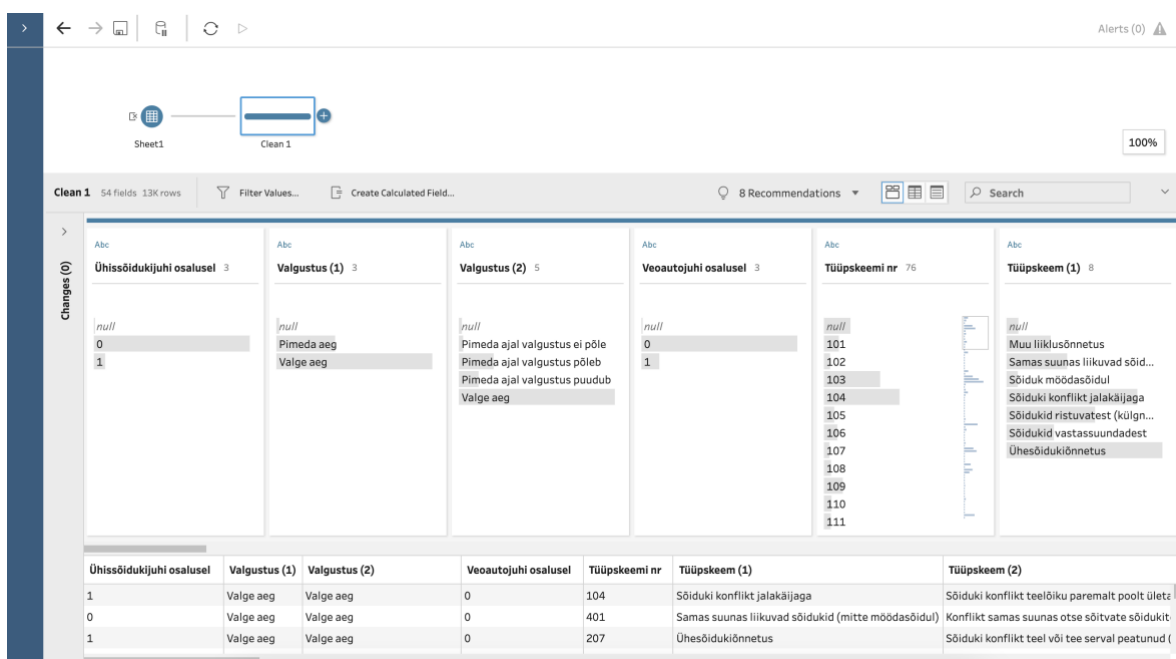 Alerts (0)
Sheet1
Clean 1
100%
Clean 1 54 fields 13K rows Filter Values... Create Calculated Field... 8 Recommendations Search
Changes (0)
Abc Abc Abc Abc Abc Abc
Ühissõidukijuhi osalusel 3 Valgustus (1) 3 Valgustus (2) 5 Veoautojuhi osalusel 3 Tüüpskeemi nr 76 Tüüpskeem (1) 8
null null null null null null
0 Pimeda aeg Pimeda ajal valgustus ei põle 0 101 Muu liiklusõnnetus
1 Valge aeg Pimeda ajal valgustus põleb 1 102 Samas suunas liikuvad sõid...
Pimeda ajal valgustus puudub 103 Sõiduk möödasõidul
Valge aeg 104 Sõiduki konflikt jalakäijaga
105 Sõidukid ristuvatest (külgn...
106 Sõidukid vastassuundadest
107 Ühesõidukiõnnetus
108
109
110
111
Ühissõidukijuhi osalusel Valgustus (1) Valgustus (2) Veoautojuhi osalusel Tüüpskeemi nr Tüüpskeem (1) Tüüpskeem (2)
1 Valge aeg Valge aeg 0 104 Sõiduki konflikt jalakäijaga Sõiduki konflikt teelõiku paremalt poolt ületa
0 Valge aeg Valge aeg 0 401 Samas suunas liikuvad sõidukid (mitte möödasõidul) Konflikt samas suunas otse sõitvate sõidukit
1 Valge aeg Valge aeg 0 207 Ühesõidukiõnnetus Sõiduki konflikt teel või tee serval peatunud (